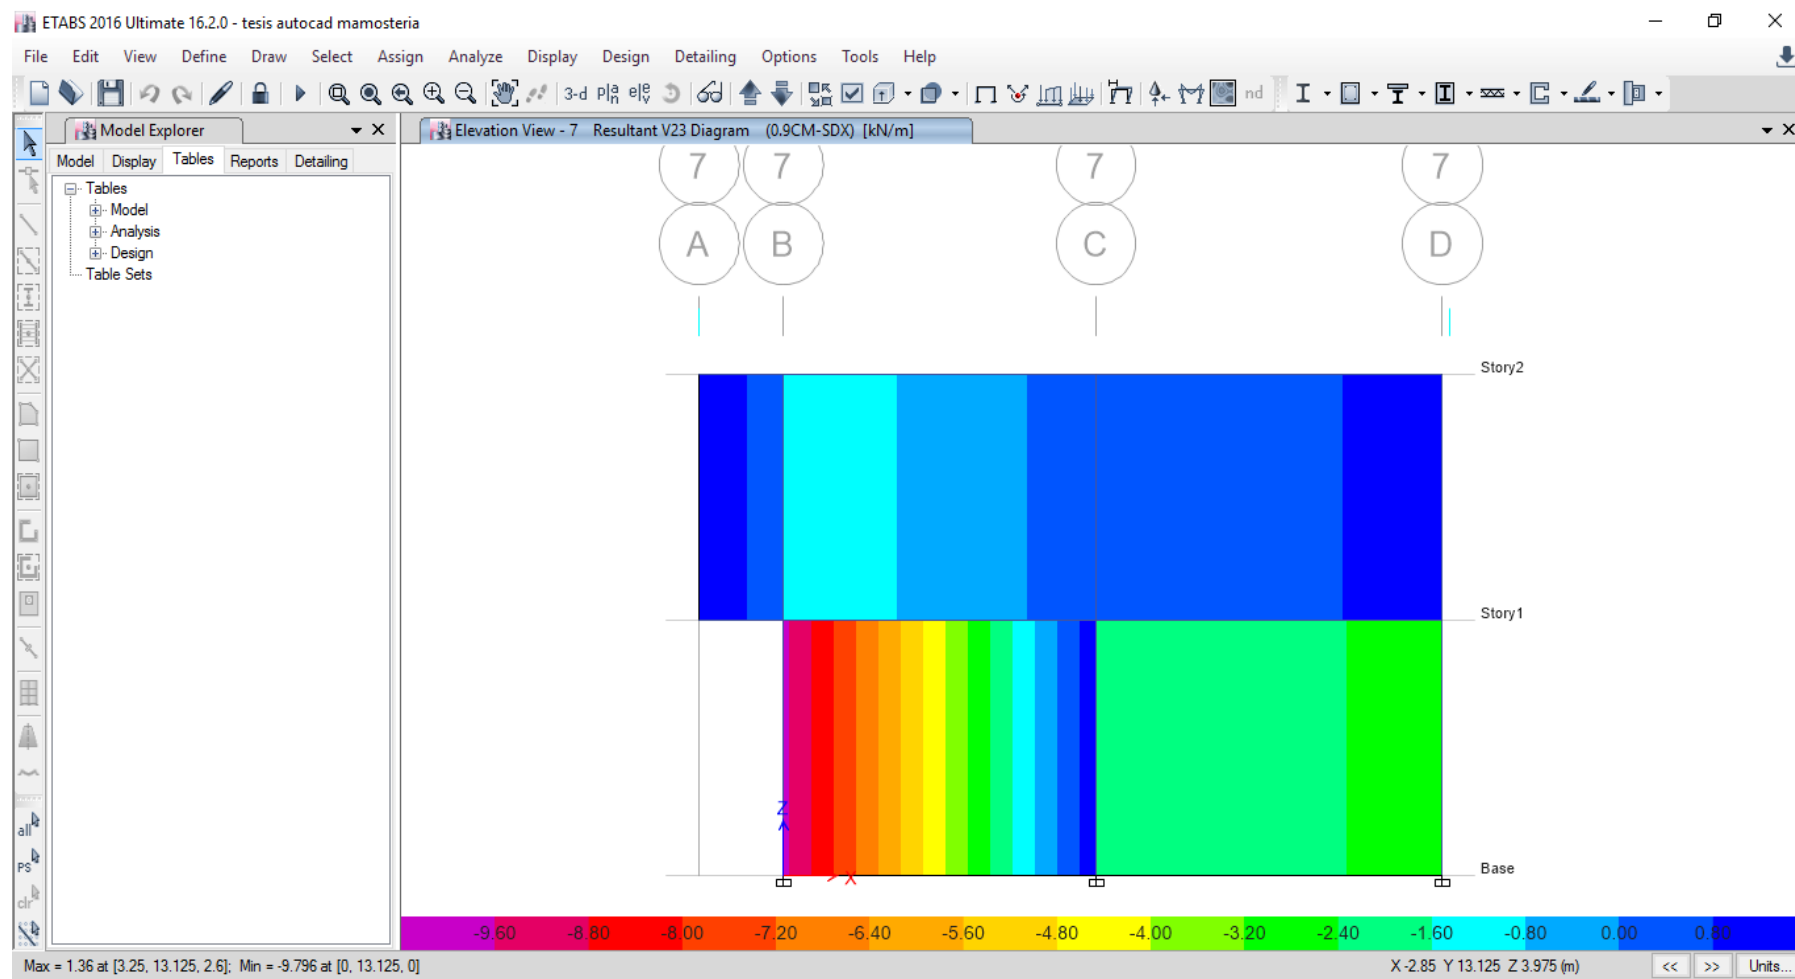 ETABS 2016 Ultimate 16.2.0 - tesis autocad mamosteria
File Edit View Define Draw Select Assign Analyze Display Design Detailing Options Tools Help
3-d nd
Model Explorer
Elevation View - 7 Resultant V23 Diagram (0.9CM-SDX) [kN/m]
Model Display Tables Reports Detailing
Tables
Model
Analysis
Design
Table Sets
7 7 7 7
A B C D
Story2
Story1
Z
X
Base
all
PS
clr
-9.60 -8.80 -8.00 -7.20 -6.40 -5.60 -4.80 -4.00 -3.20 -2.40 -1.60 -0.80 0.00 0.80
Max = 1.36 at [3.25, 13.125, 2.6]; Min = -9.796 at [0, 13.125, 0]
X -2.85 Y 13.125 Z 3.975 (m) << >> Units...